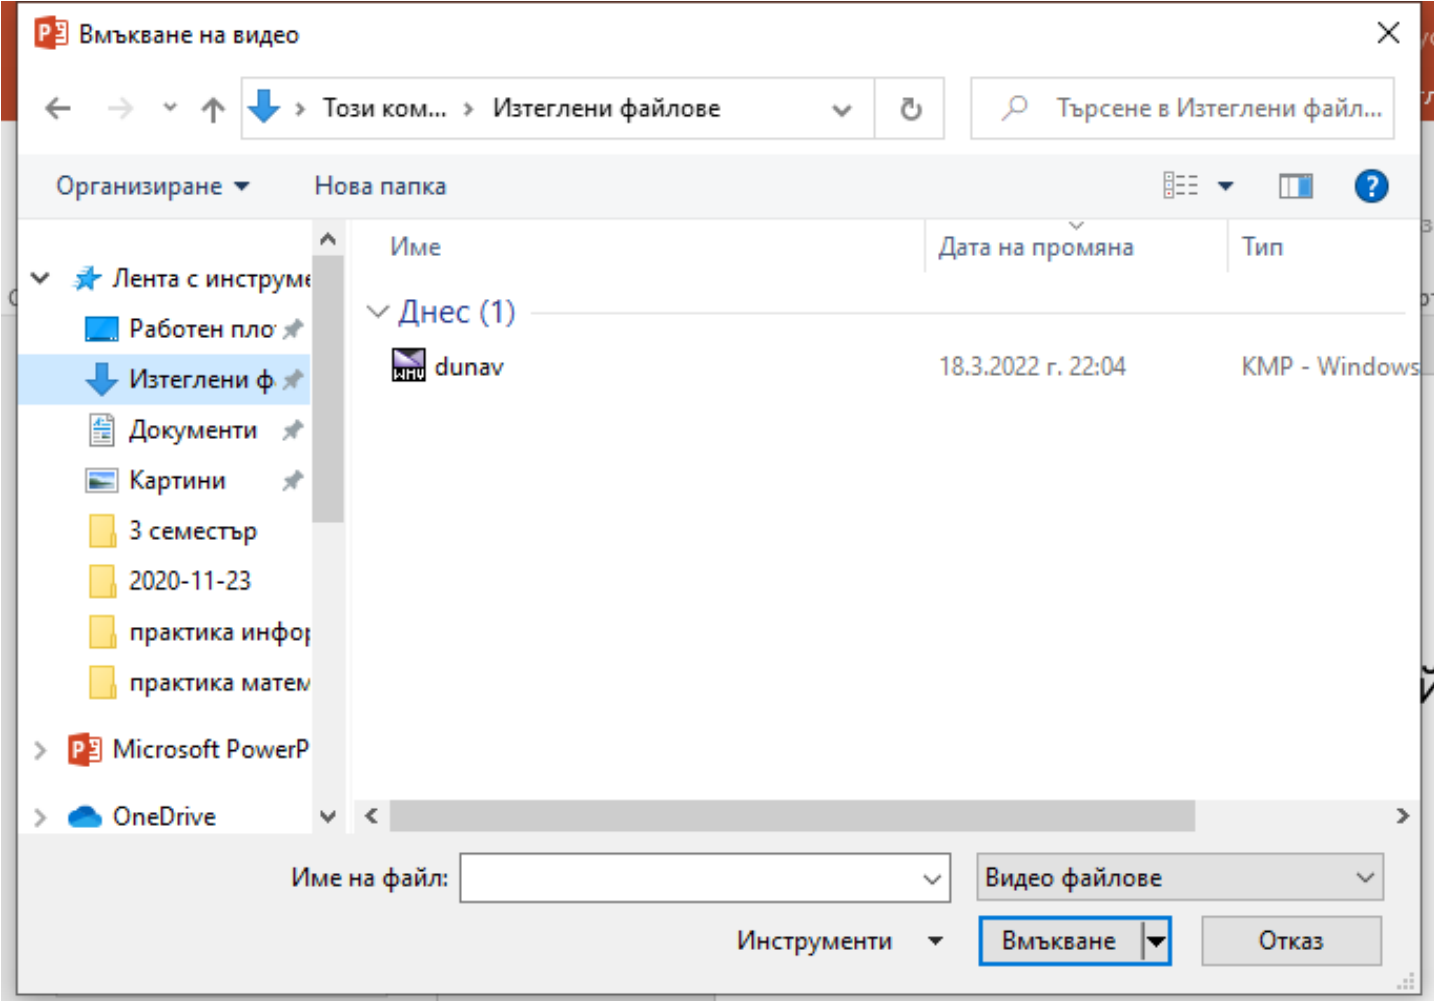 Вмъкване на видео
Този ком... › Изтеглени файлове
Търсене в Изтеглени файл...
Организиране
Нова папка
Име
Дата на промяна
Тип
Лента с инструме
Работен пло
Изтеглени ф
Документи
Картини
3 семестър
2020-11-23
практика инфор
практика матем
Microsoft PowerP
OneDrive
Днес (1)
dunav
18.3.2022 г. 22:04
KMP - Windows
Име на файл:
Видео файлове
Инструменти
Вмъкване
Отказ